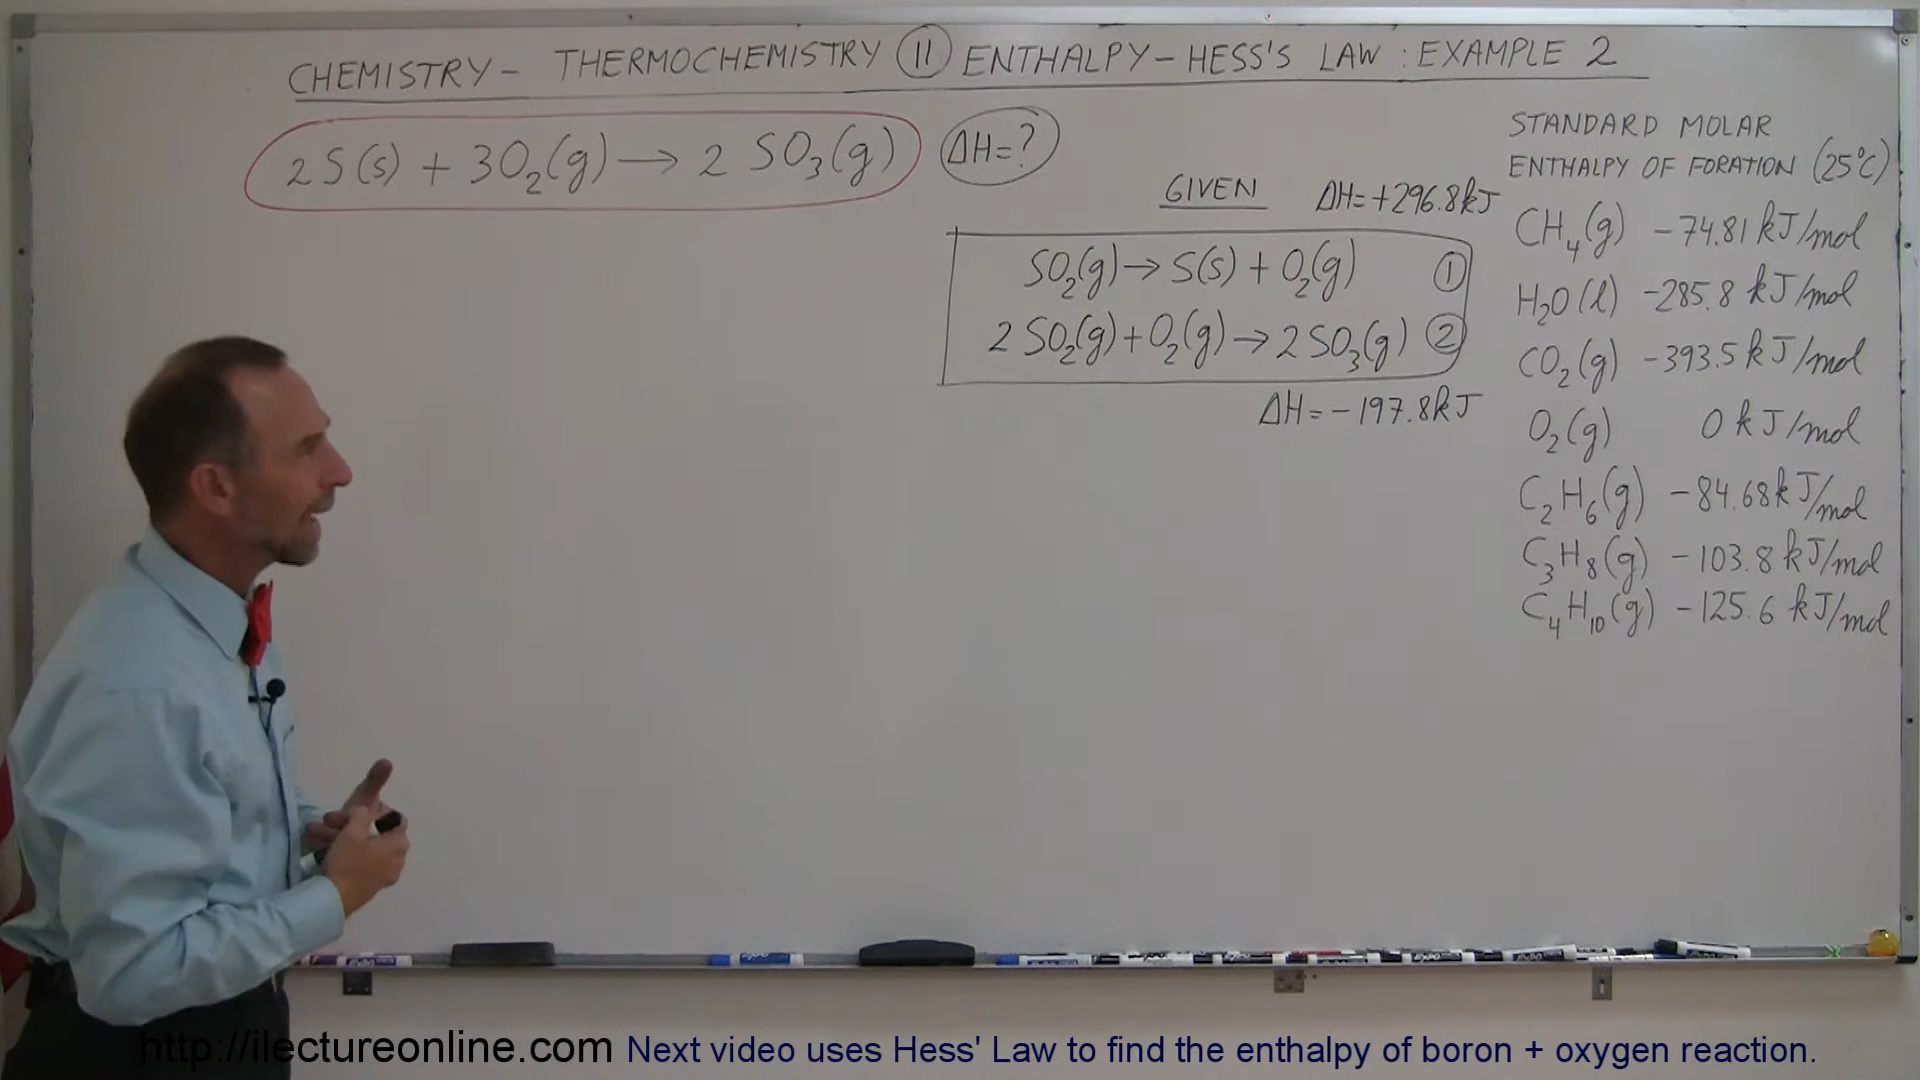 CHEMISTRY - THERMOCHEMISTRY ⑪ ENTHALPY - HESS'S LAW : EXAMPLE 2
2 S(s) + 3O₂(g) → 2 SO₃(g) ΔH=?
GIVEN ΔH=+296.8kJ
SO₂(g) → S(s) + O₂(g) ①
2 SO₂(g) + O₂(g) → 2 SO₃(g) ②
ΔH=-197.8kJ
STANDARD MOLAR
ENTHALPY OF FORATION (25°C)
CH₄(g) -74.81 kJ/mol
H₂O(l) -285.8 kJ/mol
CO₂(g) -393.5 kJ/mol
O₂(g) 0 kJ/mol
C₂H₆(g) -84.68 kJ/mol
C₃H₈(g) -103.8 kJ/mol
C₄H₁₀(g) -125.6 kJ/mol
http://ilectureonline.com Next video uses Hess' Law to find the enthalpy of boron + oxygen reaction.